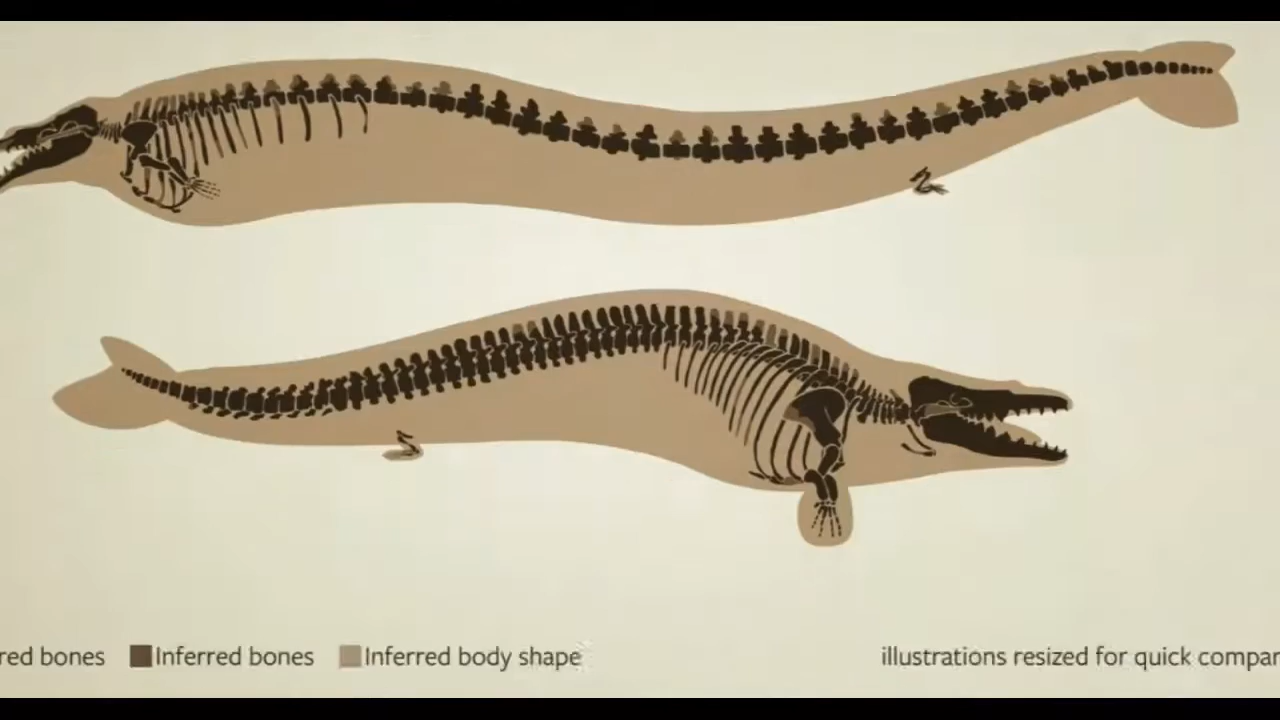 red bones
Inferred bones
Inferred body shape
illustrations resized for quick compar